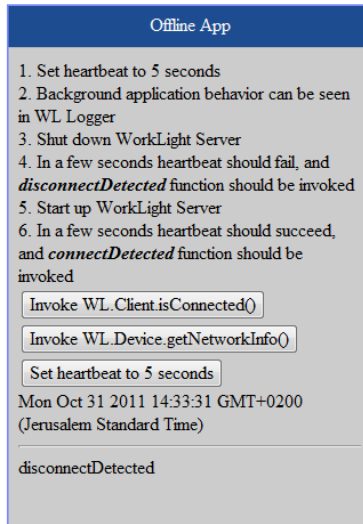 Offline App
1. Set heartbeat to 5 seconds
2. Background application behavior can be seen
in WL Logger
3. Shut down WorkLight Server
4. In a few seconds heartbeat should fail, and
disconnectDetected function should be invoked
5. Start up WorkLight Server
6. In a few seconds heartbeat should succeed,
and connectDetected function should be
invoked
Invoke WL.Client.isConnected()
Invoke WL.Device.getNetworkInfo()
Set heartbeat to 5 seconds
Mon Oct 31 2011 14:33:31 GMT+0200
(Jerusalem Standard Time)
disconnectDetected